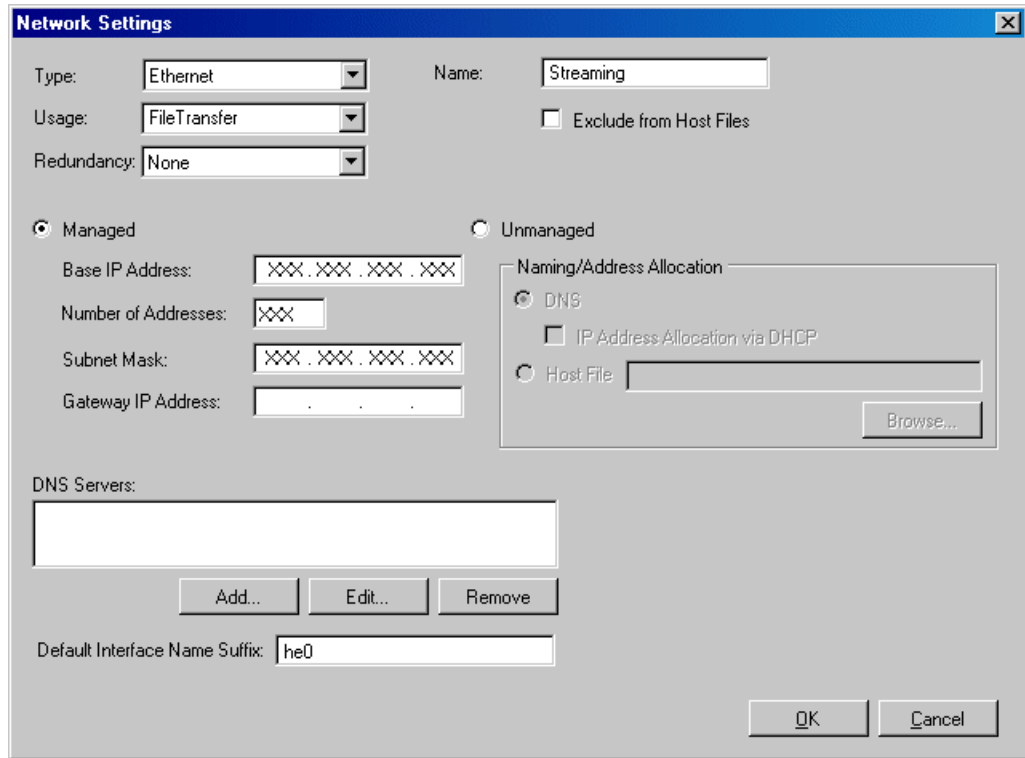 Network Settings
Type: Ethernet Name: Streaming
Usage: FileTransfer Exclude from Host Files
Redundancy: None
Managed Unmanaged
Base IP Address: XXX . XXX . XXX . XXX Naming/Address Allocation
DNS
Number of Addresses: XXX
IP Address Allocation via DHCP
Subnet Mask: XXX . XXX . XXX . XXX
Host File
Gateway IP Address: . . .
Browse...
DNS Servers:
Add... Edit... Remove
Default Interface Name Suffix: he0
OK Cancel